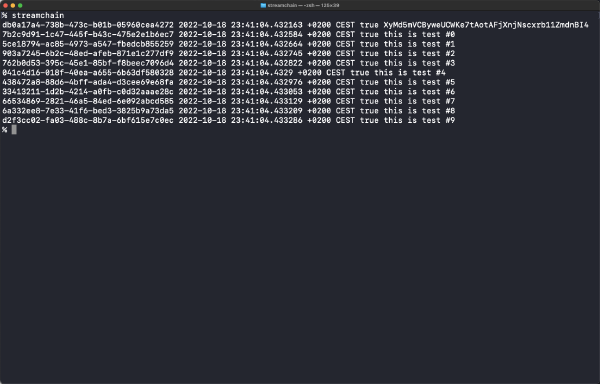 streamchain — -zsh — 135×39
% streamchain
db0a17a4-738b-473c-b01b-05960cea4272 2022-10-18 23:41:04.432163 +0200 CEST true XyMd5mVCByweUCWKe7tAotAFjXnjNscxrb11ZmdnBI4
7b2c9d91-1c47-445f-b43c-475e2e1b6ec7 2022-10-18 23:41:04.432584 +0200 CEST true this is test #0
5ce18794-ac85-4973-a547-fbedcb855259 2022-10-18 23:41:04.432664 +0200 CEST true this is test #1
903a7245-6b2c-48ed-afeb-871e1c277df9 2022-10-18 23:41:04.432745 +0200 CEST true this is test #2
762b0d53-395c-45e1-85bf-f8beec7096d4 2022-10-18 23:41:04.432822 +0200 CEST true this is test #3
041c4d16-018f-40ea-a655-6b63df580328 2022-10-18 23:41:04.4329 +0200 CEST true this is test #4
438472a8-88d6-4bff-ada4-d3cee69e68fa 2022-10-18 23:41:04.432976 +0200 CEST true this is test #5
33413211-1d2b-4214-a0fb-c0d32aaae28c 2022-10-18 23:41:04.433053 +0200 CEST true this is test #6
66534869-2821-46a5-84ed-6e092abcd585 2022-10-18 23:41:04.433129 +0200 CEST true this is test #7
6a332ee8-7e33-41f6-bed3-3825b9a73da5 2022-10-18 23:41:04.433209 +0200 CEST true this is test #8
d2f3cc02-fa03-488c-8b7a-6bf615e7c0ec 2022-10-18 23:41:04.433286 +0200 CEST true this is test #9
%